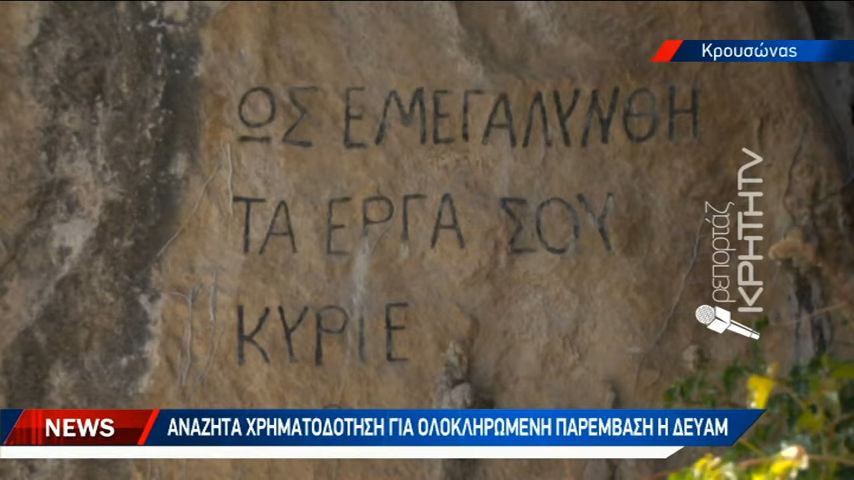 Κρουσώνας
ΩΣ ΕΜΕΓΑΛΥΝΘΗ
ΤΑ ΕΡΓΑ ΣΟΥ
ΚΥΡΙΕ
ρεπορτάζ
ΚΡΗΤΗTV
NEWS
ΑΝΑΖΗΤΑ ΧΡΗΜΑΤΟΔΟΤΗΣΗ ΓΙΑ ΟΛΟΚΛΗΡΩΜΕΝΗ ΠΑΡΕΜΒΑΣΗ Η ΔΕΥΑΜ